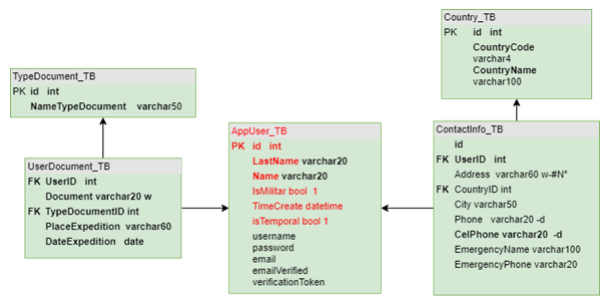 Country_TB
PK id int
CountryCode
varchar4
CountryName
varchar100
TypeDocument_TB
PK id int
NameTypeDocument varchar50
AppUser_TB
PK id int
LastName varchar20
Name varchar20
IsMilitar bool 1
TimeCreate datetime
isTemporal bool 1
username
password
email
emailVerified
verificationToken
ContactInfo_TB
id
FK UserID int
Address varchar60 w-#N°
FK CountryID int
City varchar50
Phone varchar20 -d
CelPhone varchar20 -d
EmergencyName varchar100
EmergencyPhone varchar20
UserDocument_TB
FK UserID int
Document varchar20 w
FK TypeDocumentID int
PlaceExpedition varchar60
DateExpedition date